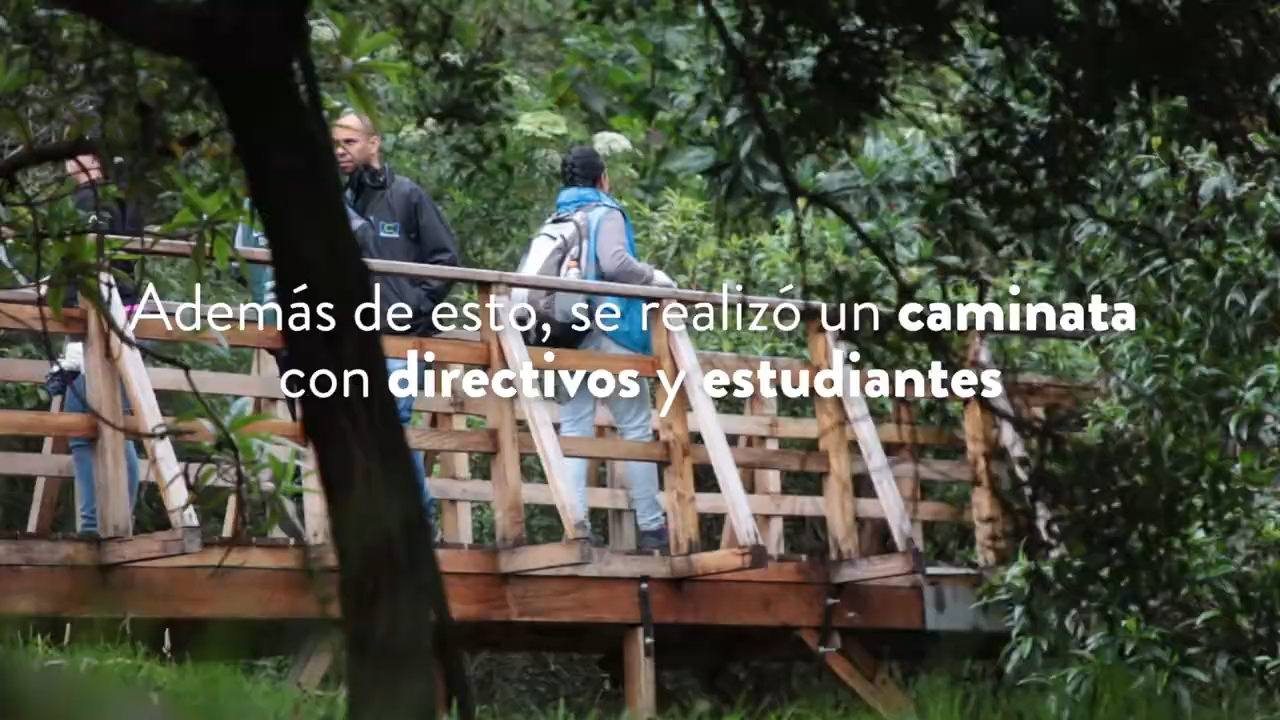 Además de esto, se realizó un caminata
con directivos y estudiantes